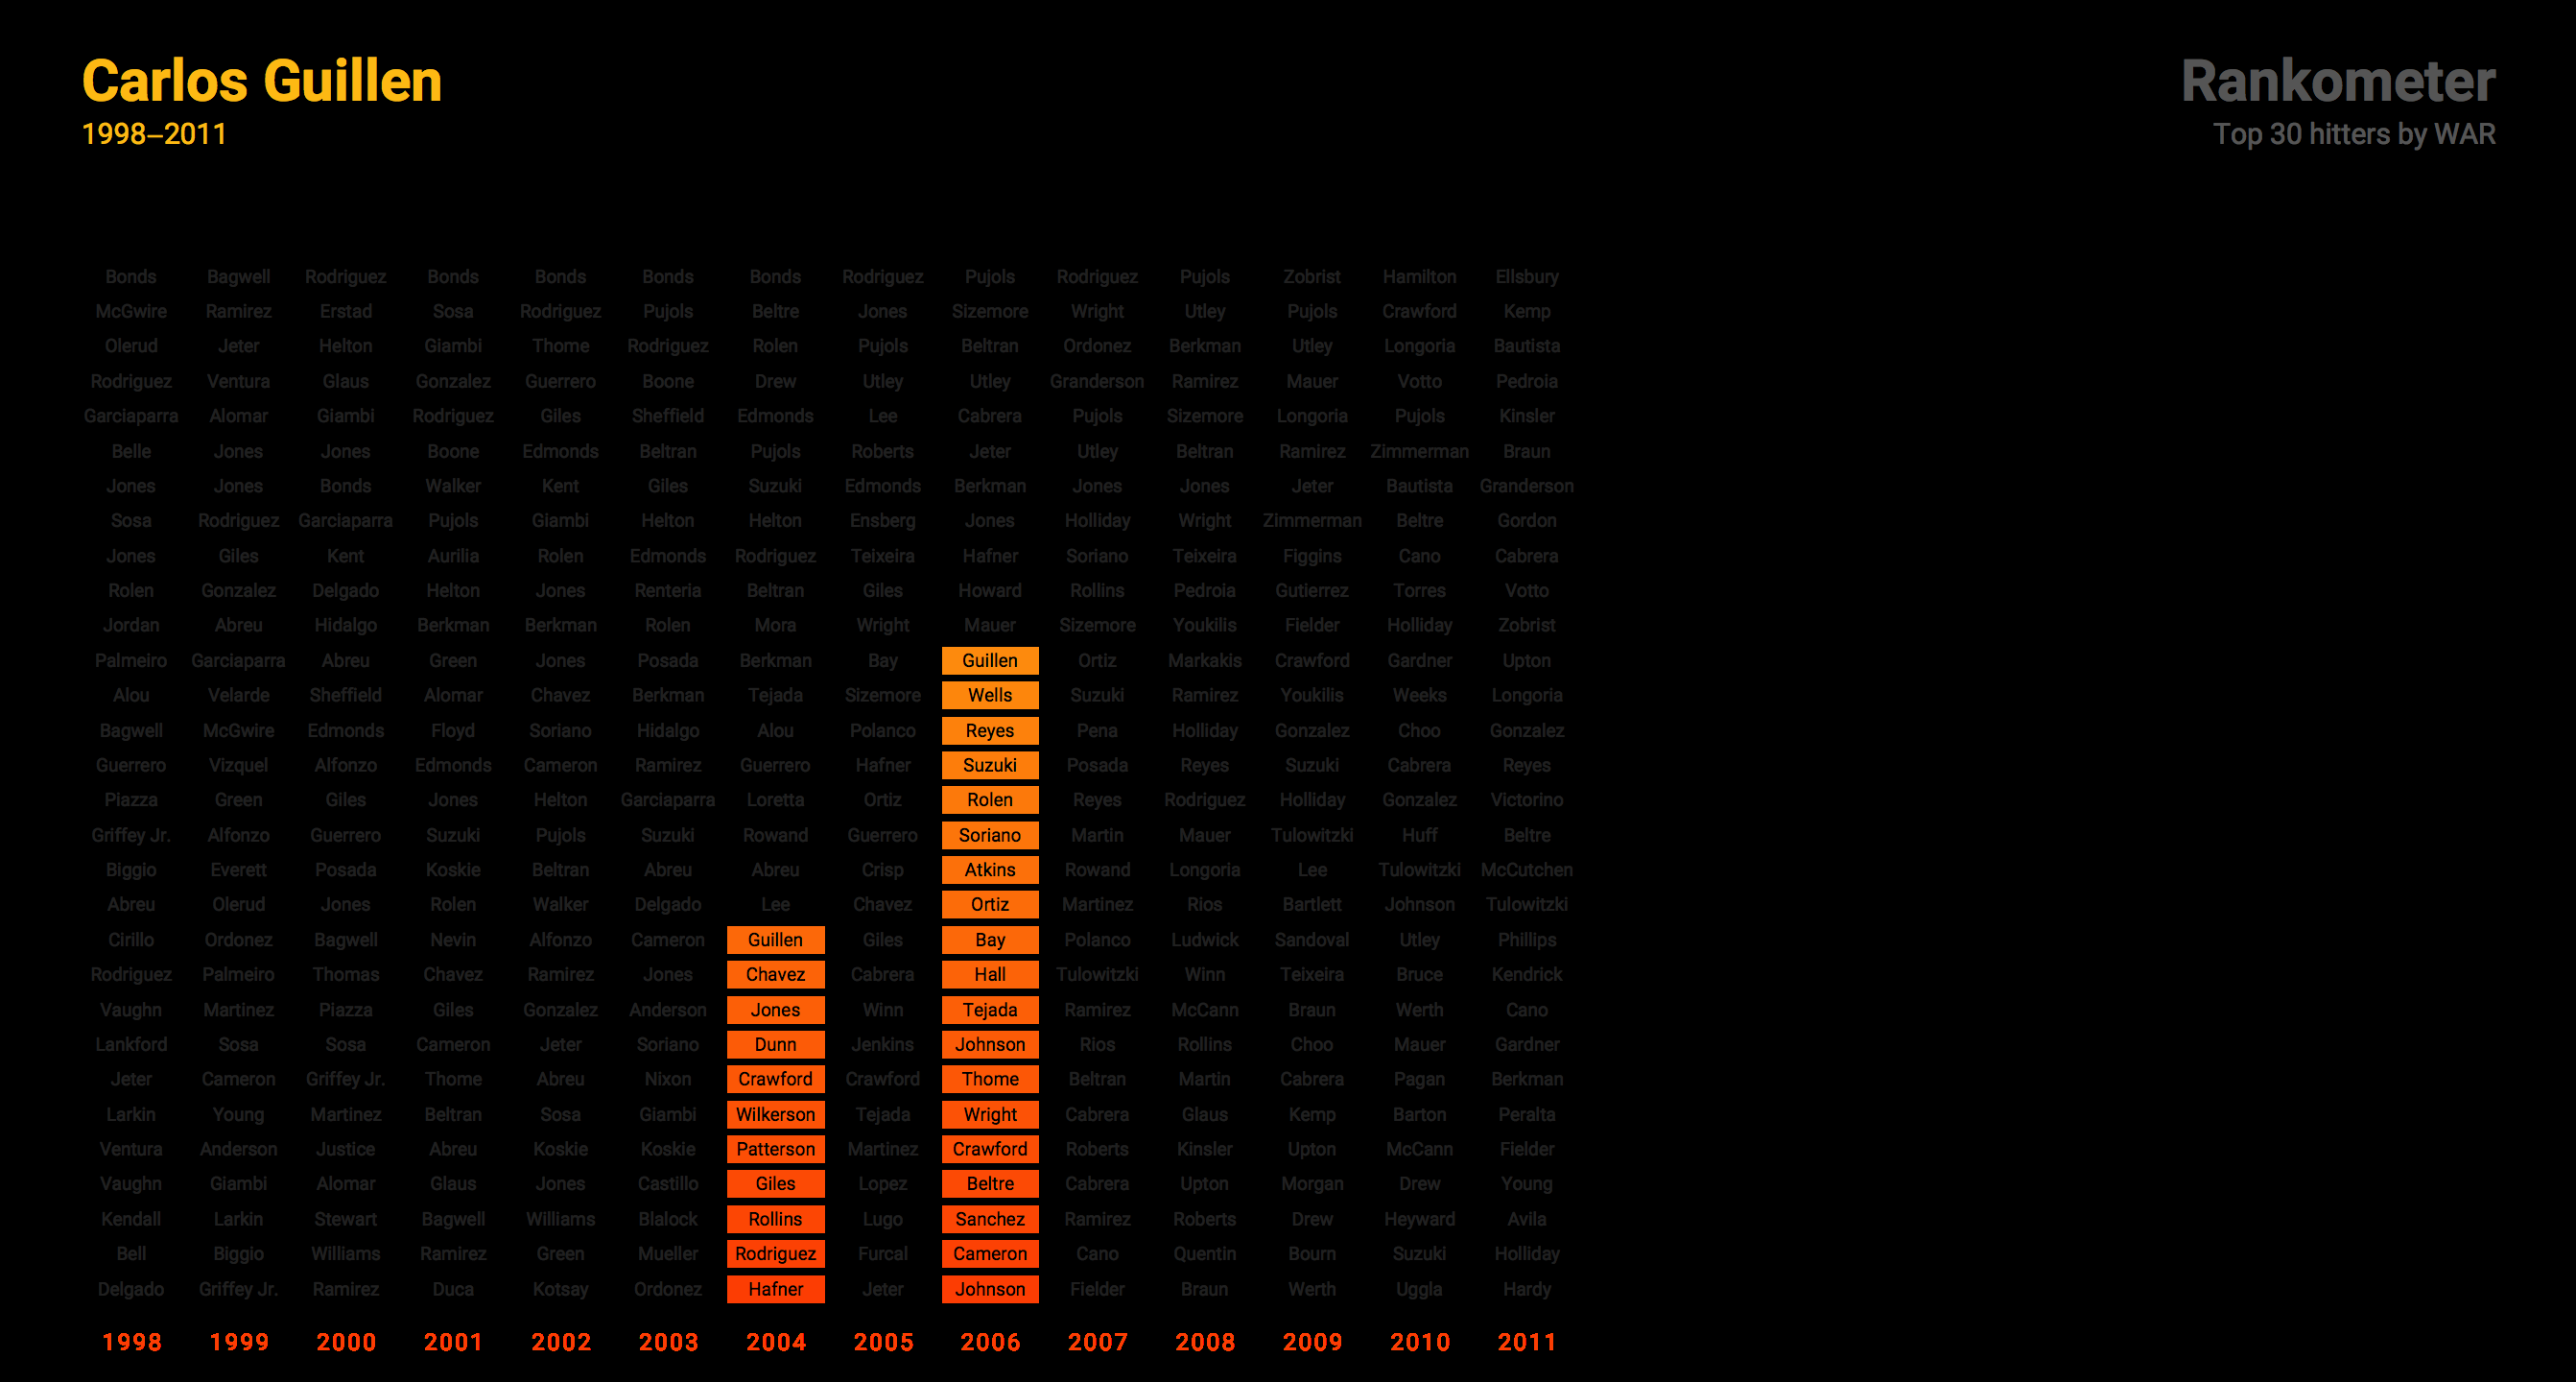 Carlos Guillen
1998–2011
Rankometer
Top 30 hitters by WAR
Bonds Bagwell Rodriguez Bonds Bonds Bonds Bonds Rodriguez Pujols Rodriguez Pujols Zobrist Hamilton Ellsbury
McGwire Ramirez Erstad Sosa Rodriguez Pujols Beltre Jones Sizemore Wright Utley Pujols Crawford Kemp
Olerud Jeter Helton Giambi Thome Rodriguez Rolen Pujols Beltran Ordonez Berkman Utley Longoria Bautista
Rodriguez Ventura Glaus Gonzalez Guerrero Boone Drew Utley Utley Granderson Ramirez Mauer Votto Pedroia
Garciaparra Alomar Giambi Rodriguez Giles Sheffield Edmonds Lee Cabrera Pujols Sizemore Longoria Pujols Kinsler
Belle Jones Jones Boone Edmonds Beltran Pujols Roberts Jeter Utley Beltran Ramirez Zimmerman Braun
Jones Jones Bonds Walker Kent Giles Suzuki Edmonds Berkman Jones Jones Jeter Bautista Granderson
Sosa Rodriguez Garciaparra Pujols Giambi Helton Helton Ensberg Jones Holliday Wright Zimmerman Beltre Gordon
Jones Giles Kent Aurilia Rolen Edmonds Rodriguez Teixeira Hafner Soriano Teixeira Figgins Cano Cabrera
Rolen Gonzalez Delgado Helton Jones Renteria Beltran Giles Howard Rollins Pedroia Gutierrez Torres Votto
Jordan Abreu Hidalgo Berkman Berkman Rolen Mora Wright Mauer Sizemore Youkilis Fielder Holliday Zobrist
Palmeiro Garciaparra Abreu Green Jones Posada Berkman Bay Guillen Ortiz Markakis Crawford Gardner Upton
Alou Velarde Sheffield Alomar Chavez Berkman Tejada Sizemore Wells Suzuki Ramirez Youkilis Weeks Longoria
Bagwell McGwire Edmonds Floyd Soriano Hidalgo Alou Polanco Reyes Pena Holliday Gonzalez Choo Gonzalez
Guerrero Vizquel Alfonzo Edmonds Cameron Ramirez Guerrero Hafner Suzuki Posada Reyes Suzuki Cabrera Reyes
Piazza Green Giles Jones Helton Garciaparra Loretta Ortiz Rolen Reyes Rodriguez Holliday Gonzalez Victorino
Griffey Jr. Alfonzo Guerrero Suzuki Pujols Suzuki Rowand Guerrero Soriano Martin Mauer Tulowitzki Huff Beltre
Biggio Everett Posada Koskie Beltran Abreu Abreu Crisp Atkins Rowand Longoria Lee Tulowitzki McCutchen
Abreu Olerud Jones Rolen Walker Delgado Lee Chavez Ortiz Martinez Rios Bartlett Johnson Tulowitzki
Cirillo Ordonez Bagwell Nevin Alfonzo Cameron Guillen Giles Bay Polanco Ludwick Sandoval Utley Phillips
Rodriguez Palmeiro Thomas Chavez Ramirez Jones Chavez Cabrera Hall Tulowitzki Winn Teixeira Bruce Kendrick
Vaughn Martinez Piazza Giles Gonzalez Anderson Jones Winn Tejada Ramirez McCann Braun Werth Cano
Lankford Sosa Sosa Cameron Jeter Soriano Dunn Jenkins Johnson Rios Rollins Choo Mauer Gardner
Jeter Cameron Griffey Jr. Thome Abreu Nixon Crawford Crawford Thome Beltran Martin Cabrera Pagan Berkman
Larkin Young Martinez Beltran Sosa Giambi Wilkerson Tejada Wright Cabrera Glaus Kemp Barton Peralta
Ventura Anderson Justice Abreu Koskie Koskie Patterson Martinez Crawford Roberts Kinsler Upton McCann Fielder
Vaughn Giambi Alomar Glaus Jones Castillo Giles Lopez Beltre Cabrera Upton Morgan Drew Young
Kendall Larkin Stewart Bagwell Williams Blalock Rollins Lugo Sanchez Ramirez Roberts Drew Heyward Avila
Bell Biggio Williams Ramirez Green Mueller Rodriguez Furcal Cameron Cano Quentin Bourn Suzuki Holliday
Delgado Griffey Jr. Ramirez Duca Kotsay Ordonez Hafner Jeter Johnson Fielder Braun Werth Uggla Hardy
1998 1999 2000 2001 2002 2003 2004 2005 2006 2007 2008 2009 2010 2011